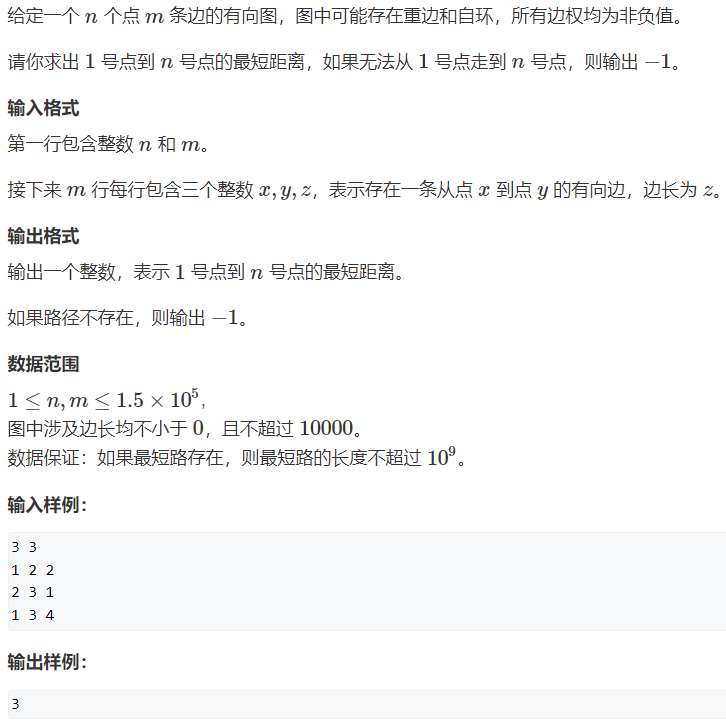 给定一个 n 个点 m 条边的有向图，图中可能存在重边和自环，所有边权均为非负值。
请你求出 1 号点到 n 号点的最短距离，如果无法从 1 号点走到 n 号点，则输出 −1。
输入格式
第一行包含整数 n 和 m。
接下来 m 行每行包含三个整数 x, y, z，表示存在一条从点 x 到点 y 的有向边，边长为 z。
输出格式
输出一个整数，表示 1 号点到 n 号点的最短距离。
如果路径不存在，则输出 −1。
数据范围
1 ≤ n, m ≤ 1.5 × 10⁵,
图中涉及边长均不小于 0，且不超过 10000。
数据保证：如果最短路存在，则最短路的长度不超过 10⁹。
输入样例：
3 3
1 2 2
2 3 1
1 3 4
输出样例：
3